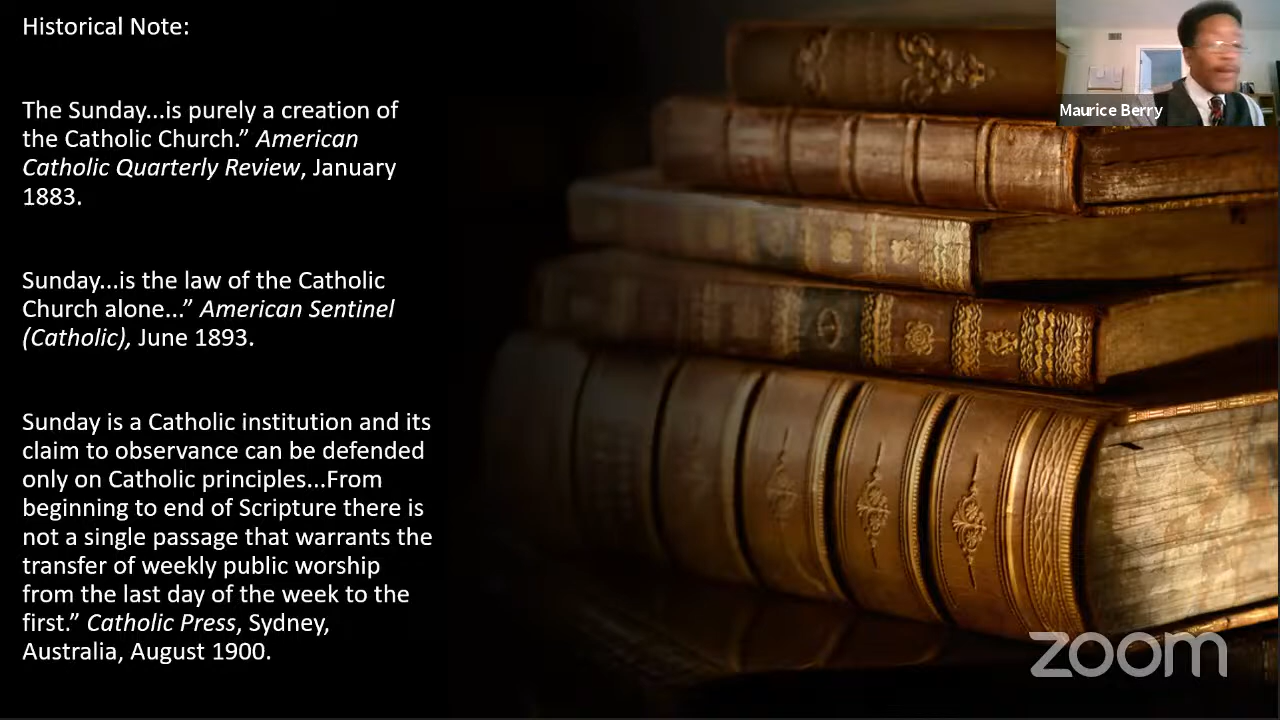 Historical Note:
The Sunday...is purely a creation of
the Catholic Church.” American
Catholic Quarterly Review, January
1883.
Sunday...is the law of the Catholic
Church alone...” American Sentinel
(Catholic), June 1893.
Sunday is a Catholic institution and its
claim to observance can be defended
only on Catholic principles...From
beginning to end of Scripture there is
not a single passage that warrants the
transfer of weekly public worship
from the last day of the week to the
first.” Catholic Press, Sydney,
Australia, August 1900.
Maurice Berry
zoom